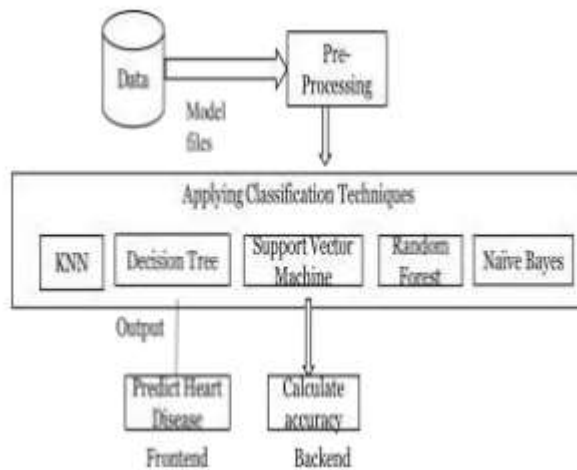 Data
Pre-
Processing
Model
files
Applying Classification Techniques
KNN
Decision Tree
Support Vector
Machine
Random
Forest
Naïve Bayes
Output
Predict Heart
Disease
Calculate
accuracy
Frontend
Backend